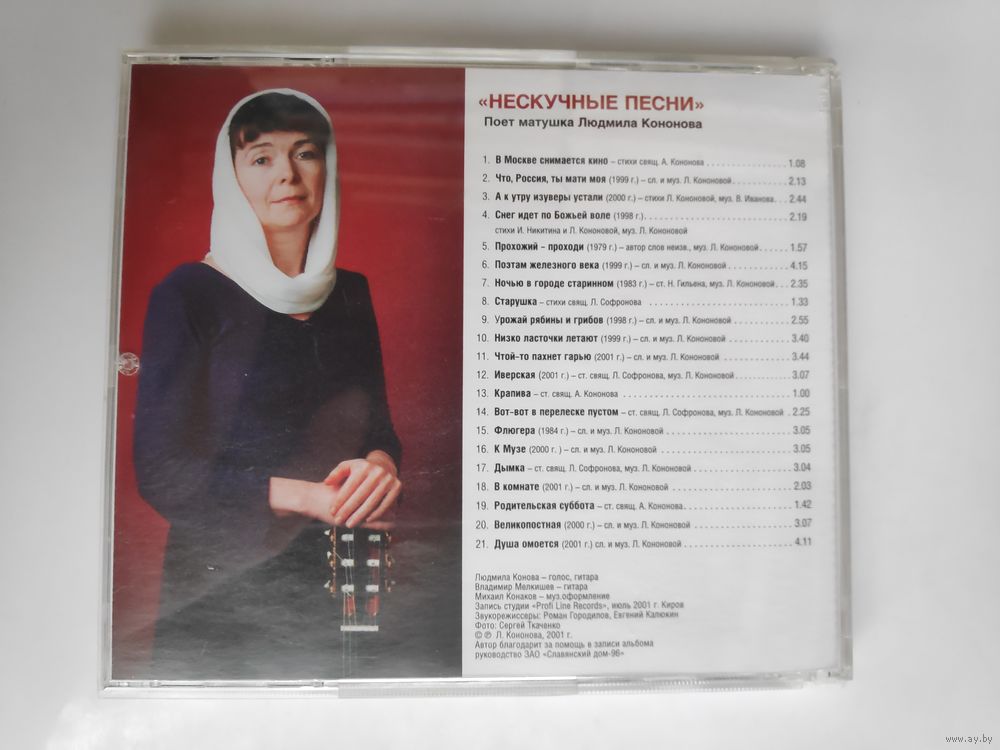 «НЕСКУЧНЫЕ ПЕСНИ»
Поет матушка Людмила Кононова
1. В Москве снимается кино – стихи свящ. А. Кононова 1.08
2. Что, Россия, ты мати моя (1999 г.) – сл. и муз. Л. Кононовой 2.13
3. А к утру изуверы устали (2000 г.) – стихи Л. Кононовой, муз. В. Иванова 2.44
4. Снег идет по Божьей воле (1998 г.) 2.19
стихи И. Никитина и Л. Кононовой, муз. Л. Кононовой
5. Прохожий - проходи (1979 г.) – автор слов неизв., муз. Л. Кононовой 1.57
6. Поэтам железного века (1999 г.) – сл. и муз. Л. Кононовой 4.15
7. Ночью в городе старинном (1983 г.) – ст. Н. Гильена, муз. Л. Кононовой 2.35
8. Старушка – стихи свящ. Л. Софронова 1.33
9. Урожай рябины и грибов (1998 г.) – сл. и муз. Л. Кононовой 2.55
10. Низко ласточки летают (1999 г.) – сл. и муз. Л. Кононовой 3.40
11. Чтой-то пахнет гарью (2001 г.) – сл. и муз. Л. Кононовой 3.44
12. Иверская (2001 г.) – ст. свящ. Л. Софронова, муз. Л. Кононовой 3.07
13. Крапива – ст. свящ. А. Кононова 1.00
14. Вот-вот в перелеске пустом – ст. свящ. Л. Софронова, муз. Л. Кононовой 2.25
15. Флюгера (1984 г.) – сл. и муз. Л. Кононовой 3.05
16. К Музе (2000 г. ) – сл. и муз. Л. Кононовой 3.05
17. Дымка – ст. свящ. Л. Софронова, муз. Л. Кононовой 3.04
18. В комнате (2001 г.) – сл. и муз. Л. Кононовой 2.03
19. Родительская суббота – ст. свящ. А. Кононова 1.42
20. Великопостная (2000 г.) – сл. и муз. Л. Кононовой 3.07
21. Душа омоется (2001 г.) сл. и муз. Л. Кононовой 4.11
Людмила Конова – голос, гитара
Владимир Мелкишев – гитара
Михаил Конаков – муз.оформление
Запись студии «Profi Line Records», июль 2001 г. Киров
Звукорежиссеры: Роман Городилов, Евгений Калюкин
Фото: Сергей Ткаченко
© ℗ Л. Кононова, 2001 г.
Автор благодарит за помощь в записи альбома
руководство ЗАО «Славянский дом-96»
www.ay.by